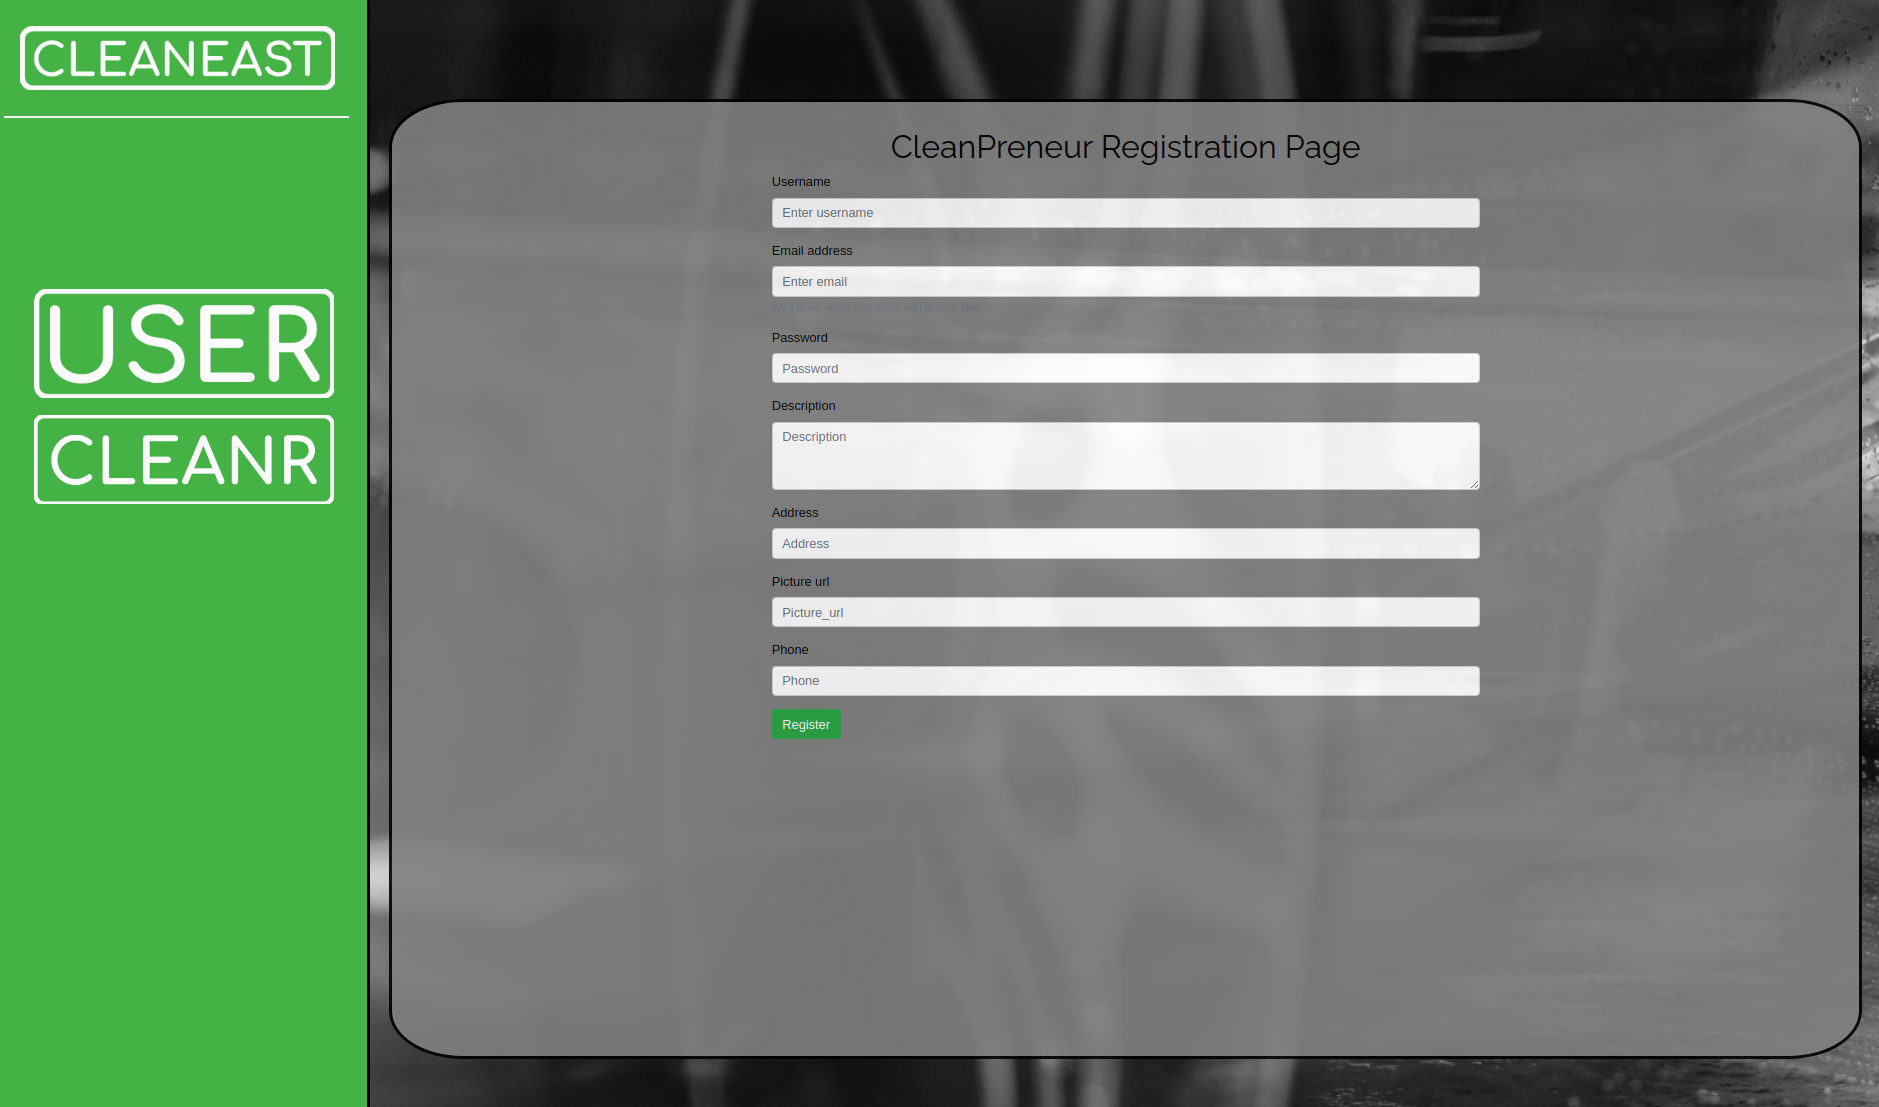 CLEANEAST
USER
CLEANR
CleanPreneur Registration Page
Username
Enter username
Email address
Enter email
We'll never share your email with anyone else.
Password
Password
Description
Description
Address
Address
Picture url
Picture_url
Phone
Phone
Register